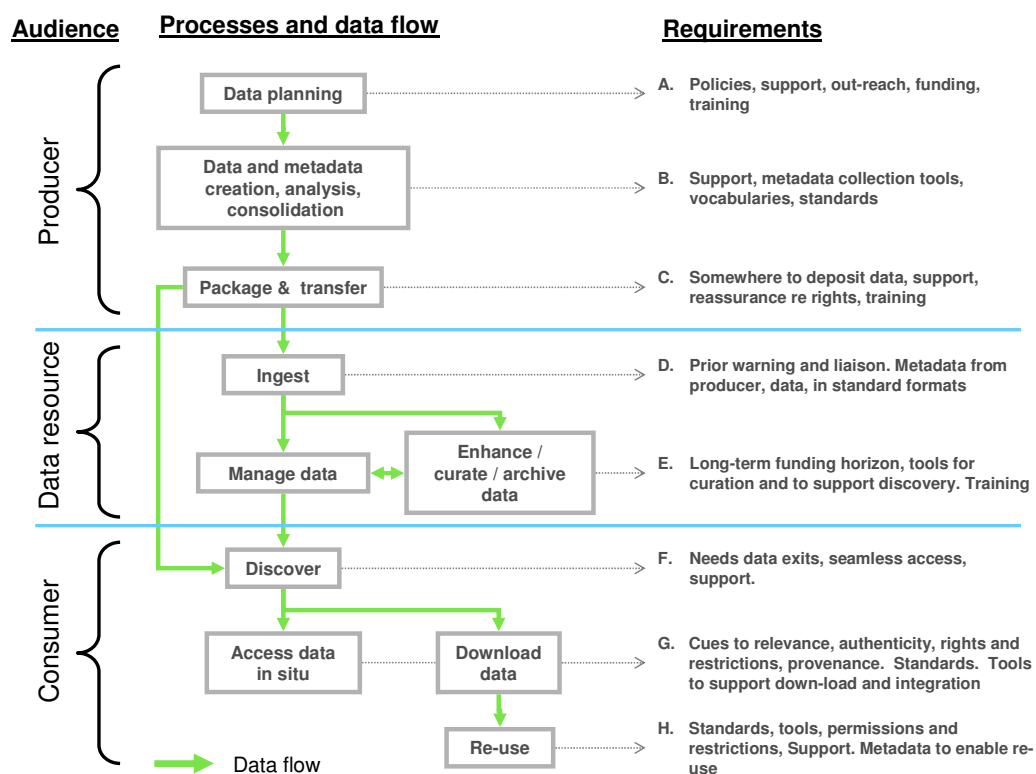 Audience
Processes and data flow
Requirements
Producer
Data planning
A. Policies, support, out-reach, funding,
training
Data and metadata
creation, analysis,
consolidation
B. Support, metadata collection tools,
vocabularies, standards
Package & transfer
C. Somewhere to deposit data, support,
reassurance re rights, training
Data resource
Ingest
D. Prior warning and liaison. Metadata from
producer, data, in standard formats
Manage data
Enhance /
curate / archive
data
E. Long-term funding horizon, tools for
curation and to support discovery. Training
Consumer
Discover
F. Needs data exits, seamless access,
support.
Access data
in situ
Download
data
G. Cues to relevance, authenticity, rights and
restrictions, provenance. Standards. Tools
to support down-load and integration
Re-use
H. Standards, tools, permissions and
restrictions, Support. Metadata to enable re-
use
Data flow